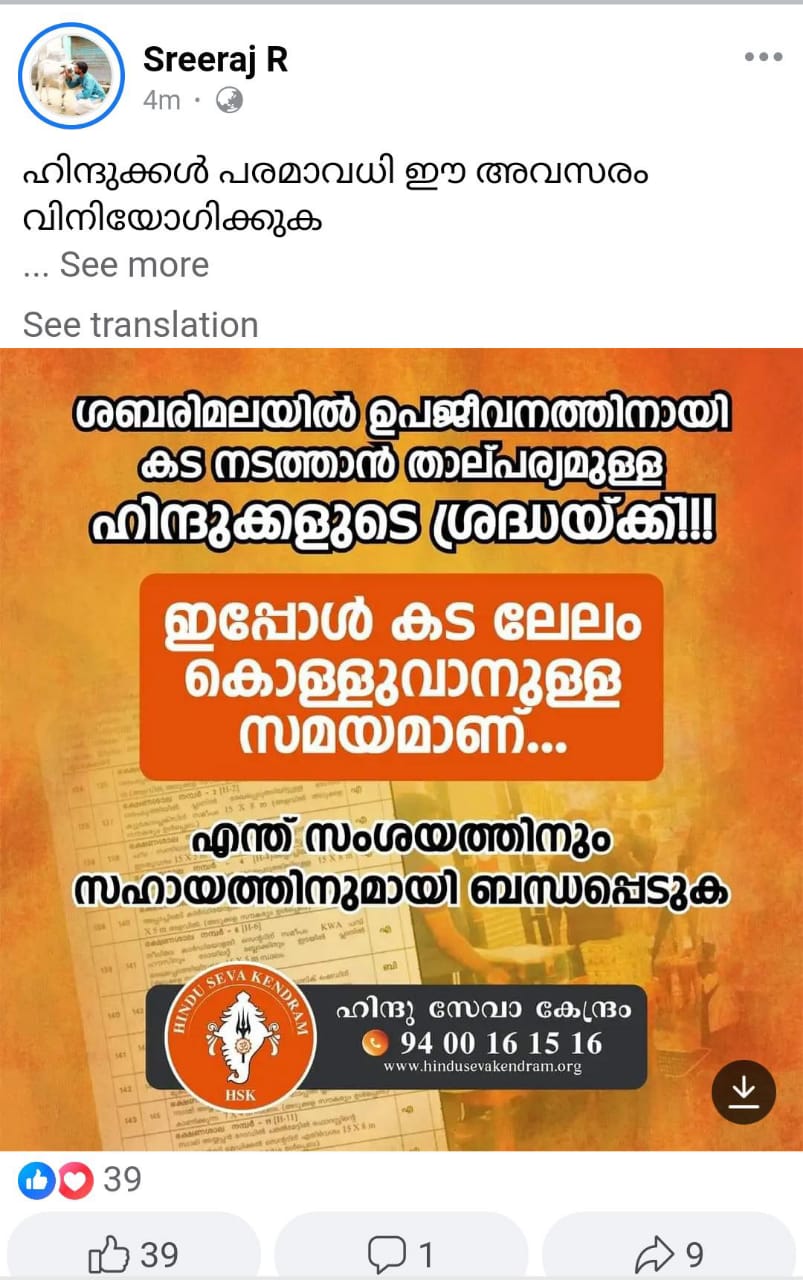 Sreeraj R
4m ·
ഹിന്ദുക്കൾ പരമാവധി ഈ അവസരം
വിനിയോഗിക്കുക
... See more
See translation
ശബരിമലയിൽ ഉപജീവനത്തിനായി
കട നടത്താൻ താല്പര്യമുള്ള
ഹിന്ദുക്കളുടെ ശ്രദ്ധയ്ക്ക്!!!
ഇപ്പോൾ കട ലേലം
കൊള്ളുവാനുള്ള
സമയമാണ്...
എന്ത് സംശയത്തിനും
സഹായത്തിനുമായി ബന്ധപ്പെടുക
HINDU SEVA KENDRAM
HSK
ഹിന്ദു സേവാ കേന്ദ്രം
94 00 16 15 16
www.hindusevakendram.org
39
39
1
9